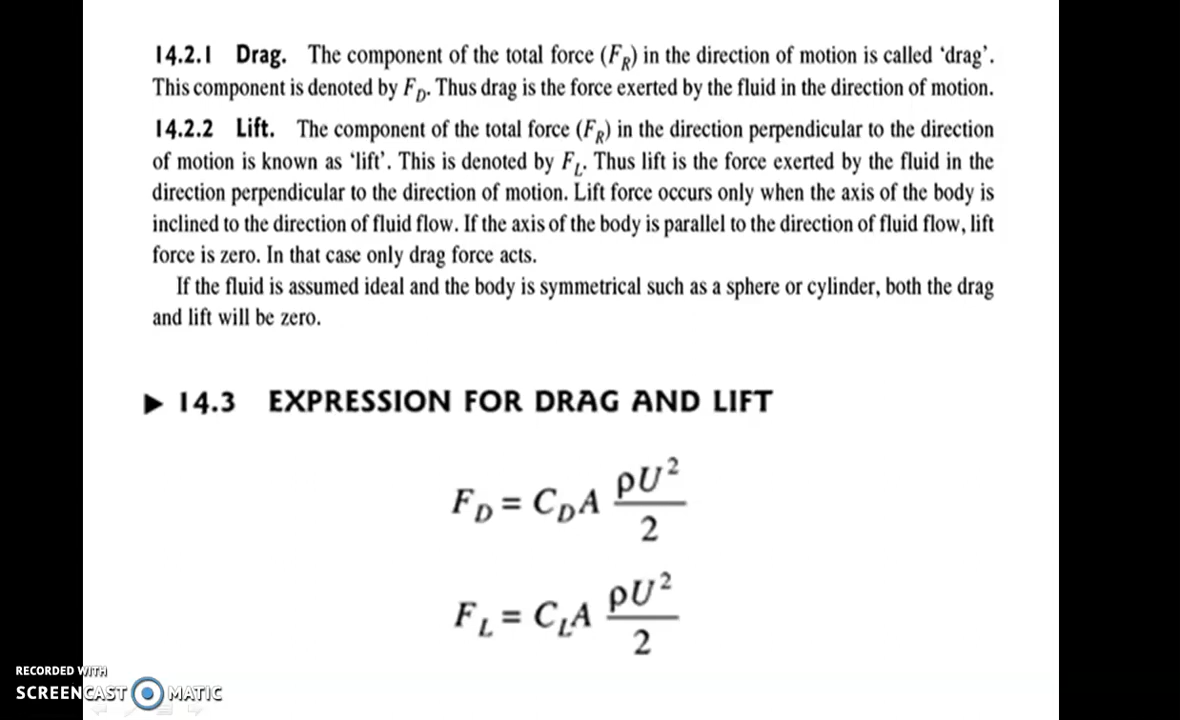 14.2.1 Drag. The component of the total force (F_R) in the direction of motion is called ‘drag’.
This component is denoted by F_D. Thus drag is the force exerted by the fluid in the direction of motion.
14.2.2 Lift. The component of the total force (F_R) in the direction perpendicular to the direction
of motion is known as ‘lift’. This is denoted by F_L. Thus lift is the force exerted by the fluid in the
direction perpendicular to the direction of motion. Lift force occurs only when the axis of the body is
inclined to the direction of fluid flow. If the axis of the body is parallel to the direction of fluid flow, lift
force is zero. In that case only drag force acts.
If the fluid is assumed ideal and the body is symmetrical such as a sphere or cylinder, both the drag
and lift will be zero.
▶ 14.3 EXPRESSION FOR DRAG AND LIFT
F_D = C_D A ρU²/2
F_L = C_L A ρU²/2
RECORDED WITH
SCREENCAST MATIC